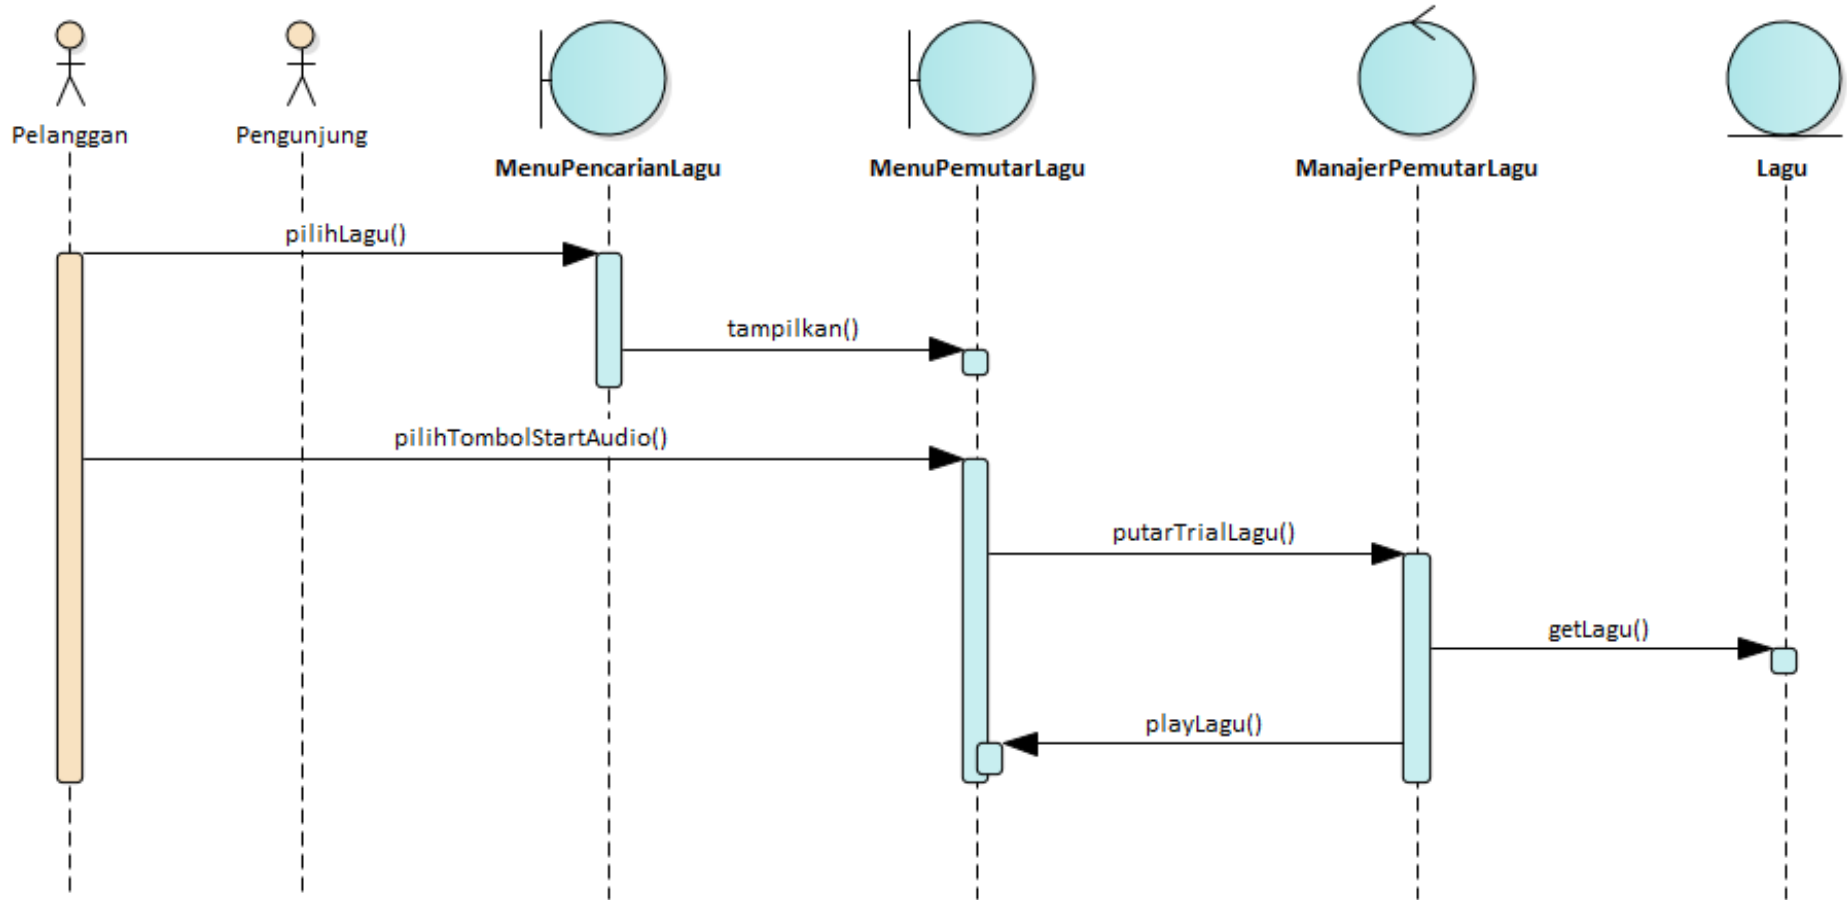 Pelanggan
Pengunjung
MenuPencarianLagu
MenuPemutarLagu
ManajerPemutarLagu
Lagu
pilihLagu()
tampilkan()
pilihTombolStartAudio()
putarTrialLagu()
getLagu()
playLagu()